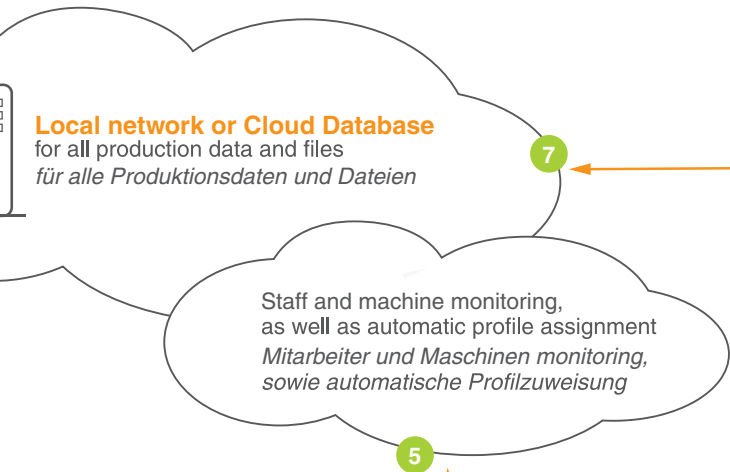 Local network or Cloud Database
for all production data and files
für alle Produktionsdaten und Dateien
7
Staff and machine monitoring,
as well as automatic profile assignment
Mitarbeiter und Maschinen monitoring,
sowie automatische Profilzuweisung
5